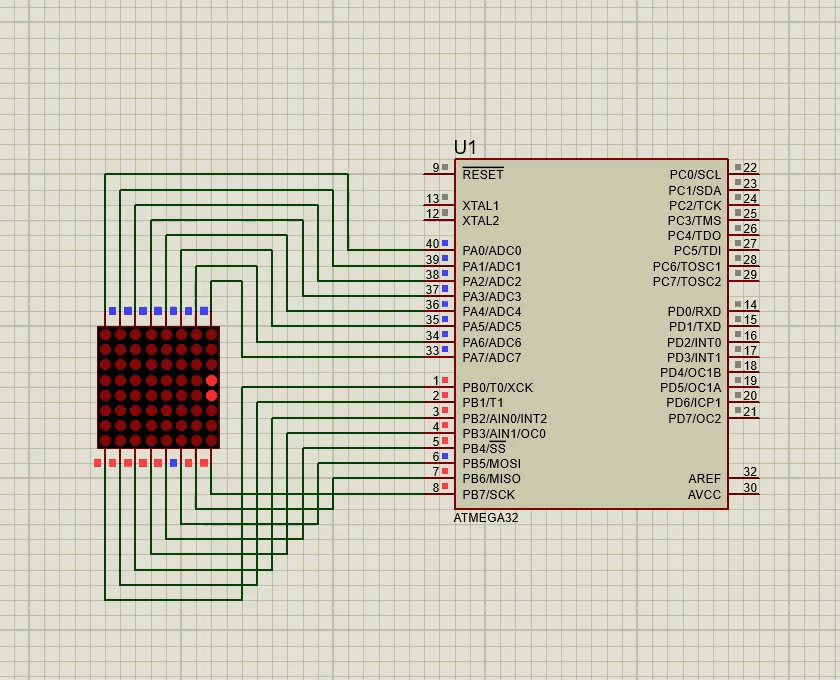 U1
9 RESET
13 XTAL1
12 XTAL2
40 PA0/ADC0
39 PA1/ADC1
38 PA2/ADC2
37 PA3/ADC3
36 PA4/ADC4
35 PA5/ADC5
34 PA6/ADC6
33 PA7/ADC7
1 PB0/T0/XCK
2 PB1/T1
3 PB2/AIN0/INT2
4 PB3/AIN1/OC0
5 PB4/SS
6 PB5/MOSI
7 PB6/MISO
8 PB7/SCK
PC0/SCL 22
PC1/SDA 23
PC2/TCK 24
PC3/TMS 25
PC4/TDO 26
PC5/TDI 27
PC6/TOSC1 28
PC7/TOSC2 29
PD0/RXD 14
PD1/TXD 15
PD2/INT0 16
PD3/INT1 17
PD4/OC1B 18
PD5/OC1A 19
PD6/ICP1 20
PD7/OC2 21
AREF 32
AVCC 30
ATMEGA32